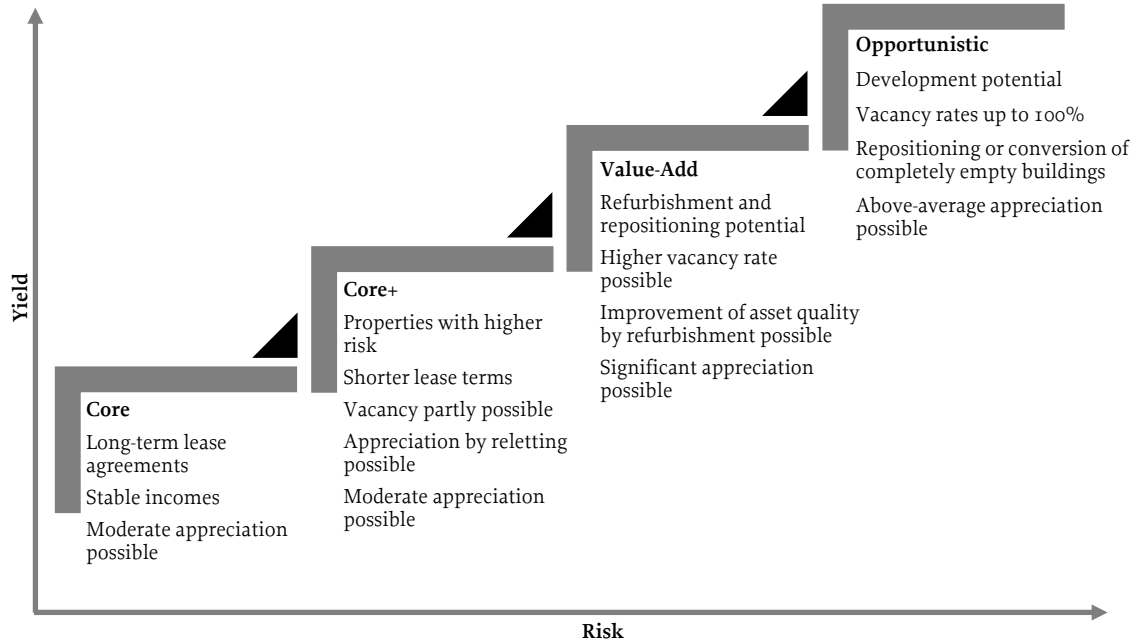 Yield
Opportunistic
Development potential
Vacancy rates up to 100%
Repositioning or conversion of
completely empty buildings
Above-average appreciation
possible
Value-Add
Refurbishment and
repositioning potential
Higher vacancy rate
possible
Improvement of asset quality
by refurbishment possible
Significant appreciation
possible
Core+
Properties with higher
risk
Shorter lease terms
Vacancy partly possible
Appreciation by reletting
possible
Moderate appreciation
possible
Core
Long-term lease
agreements
Stable incomes
Moderate appreciation
possible
Risk